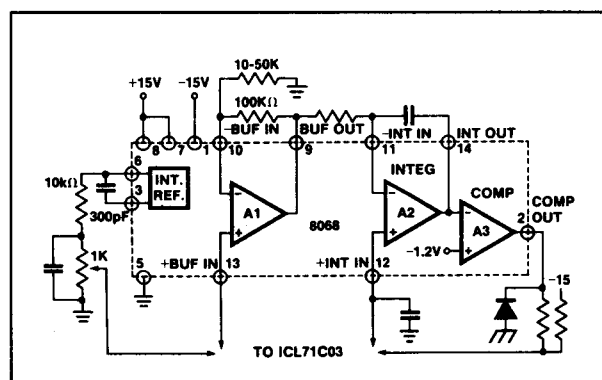 10-50K
+15V
-15V
100KΩ
-BUF IN
BUF OUT
-INT IN
INT OUT
8
7
1
10
9
11
14
6
10kΩ
INT.
REF.
3
300pF
INTEG
COMP
COMP
OUT
A1
A2
A3
2
8068
-1.2V
1K
5
+BUF IN
13
+INT IN
12
-15
TO ICL71C03